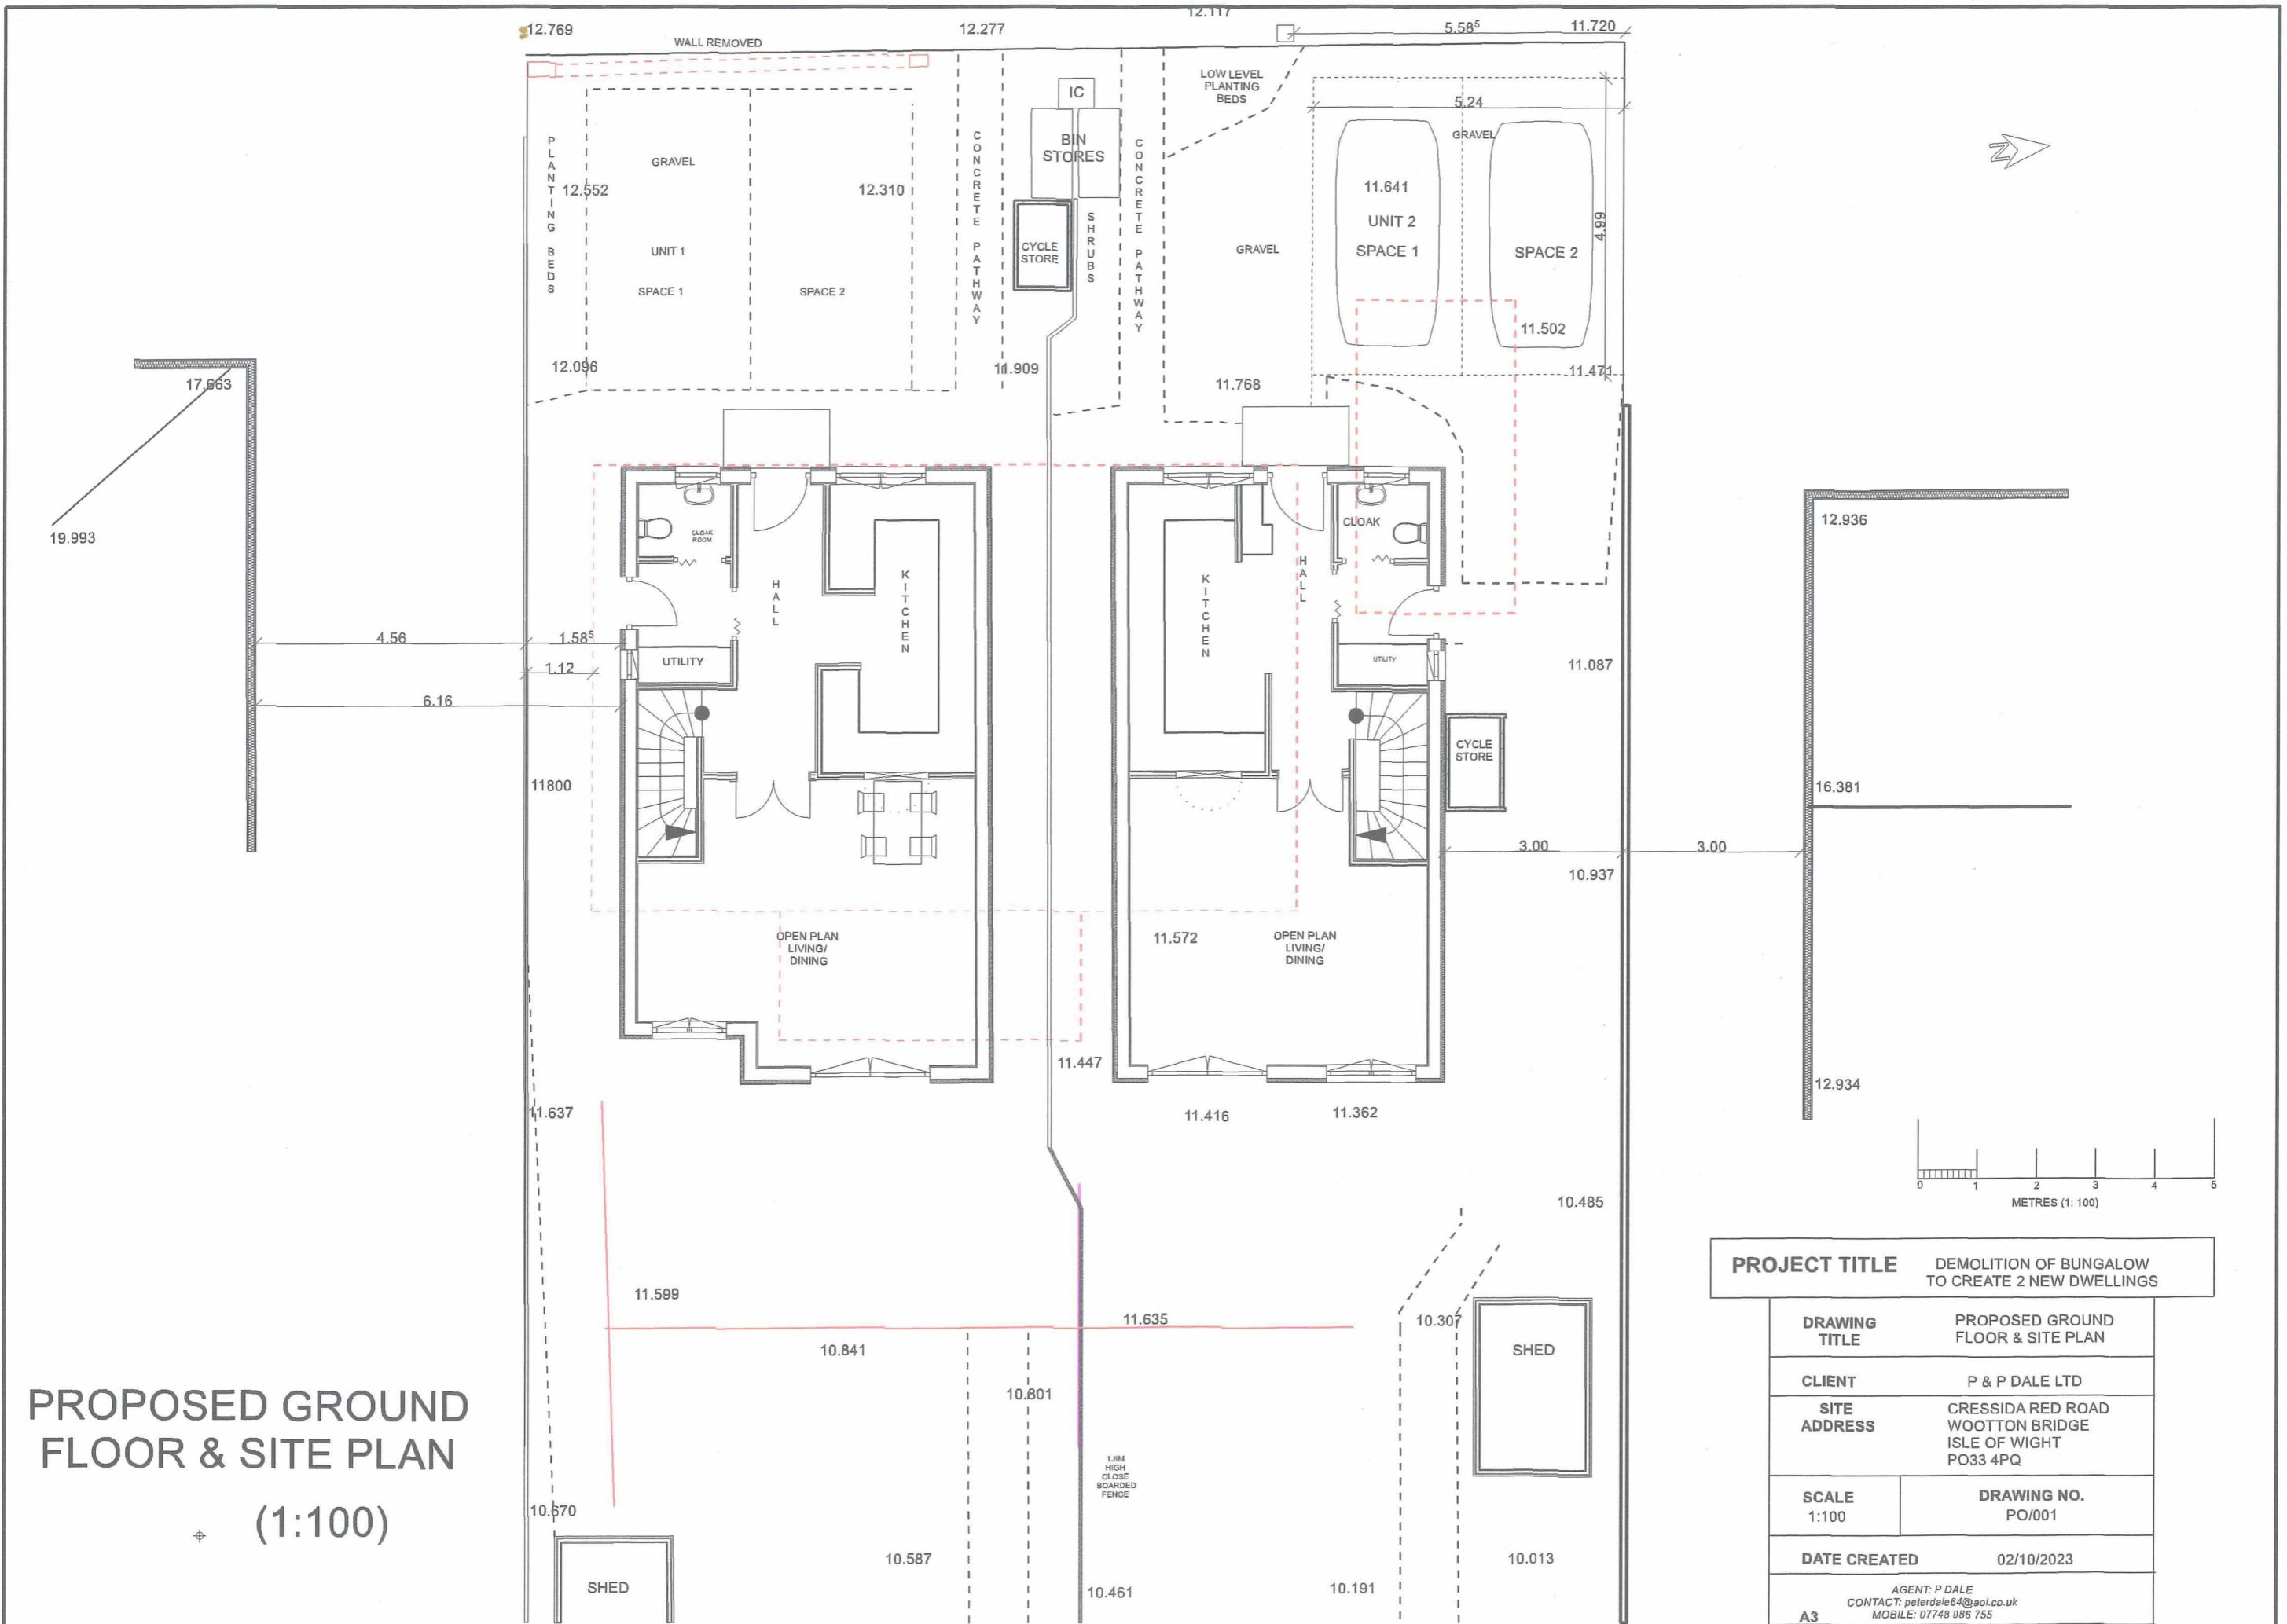 12.769
12.277
12.117
5.58⁵
11.720
WALL REMOVED
LOW LEVEL
PLANTING
BEDS
IC
BIN
STORES
5.24
GRAVEL
GRAVEL
PLANTING BEDS
12.552
12.310
CONCRETE PATHWAY
CONCRETE PATHWAY
11.641
UNIT 2
SPACE 1
SPACE 2
4.99
UNIT 1
SPACE 1
SPACE 2
CYCLE
STORE
SHRUBS
GRAVEL
11.502
12.096
11.909
11.768
11.471
N
17.663
19.993
12.936
CLOAK
ROOM
HALL
KITCHEN
KITCHEN
HALL
CLOAK
4.56
1.58⁵
1.12
6.16
UTILITY
UTILITY
11.087
CYCLE
STORE
11800
16.381
3.00
3.00
10.937
OPEN PLAN
LIVING/
DINING
11.572
OPEN PLAN
LIVING/
DINING
11.447
12.934
11.637
11.416
11.362
10.485
0 1 2 3 4 5
METRES (1: 100)
11.599
11.635
10.307
10.841
SHED
10.801
1.8M
HIGH
CLOSE
BOARDED
FENCE
10.670
10.587
10.461
10.191
10.013
SHED
PROPOSED GROUND
FLOOR & SITE PLAN
(1:100)
PROJECT TITLE DEMOLITION OF BUNGALOW
TO CREATE 2 NEW DWELLINGS
DRAWING
TITLE
PROPOSED GROUND
FLOOR & SITE PLAN
CLIENT P & P DALE LTD
SITE
ADDRESS
CRESSIDA RED ROAD
WOOTTON BRIDGE
ISLE OF WIGHT
PO33 4PQ
SCALE
1:100
DRAWING NO.
PO/001
DATE CREATED 02/10/2023
AGENT: P DALE
CONTACT: peterdale64@aol.co.uk
MOBILE: 07748 986 755
A3